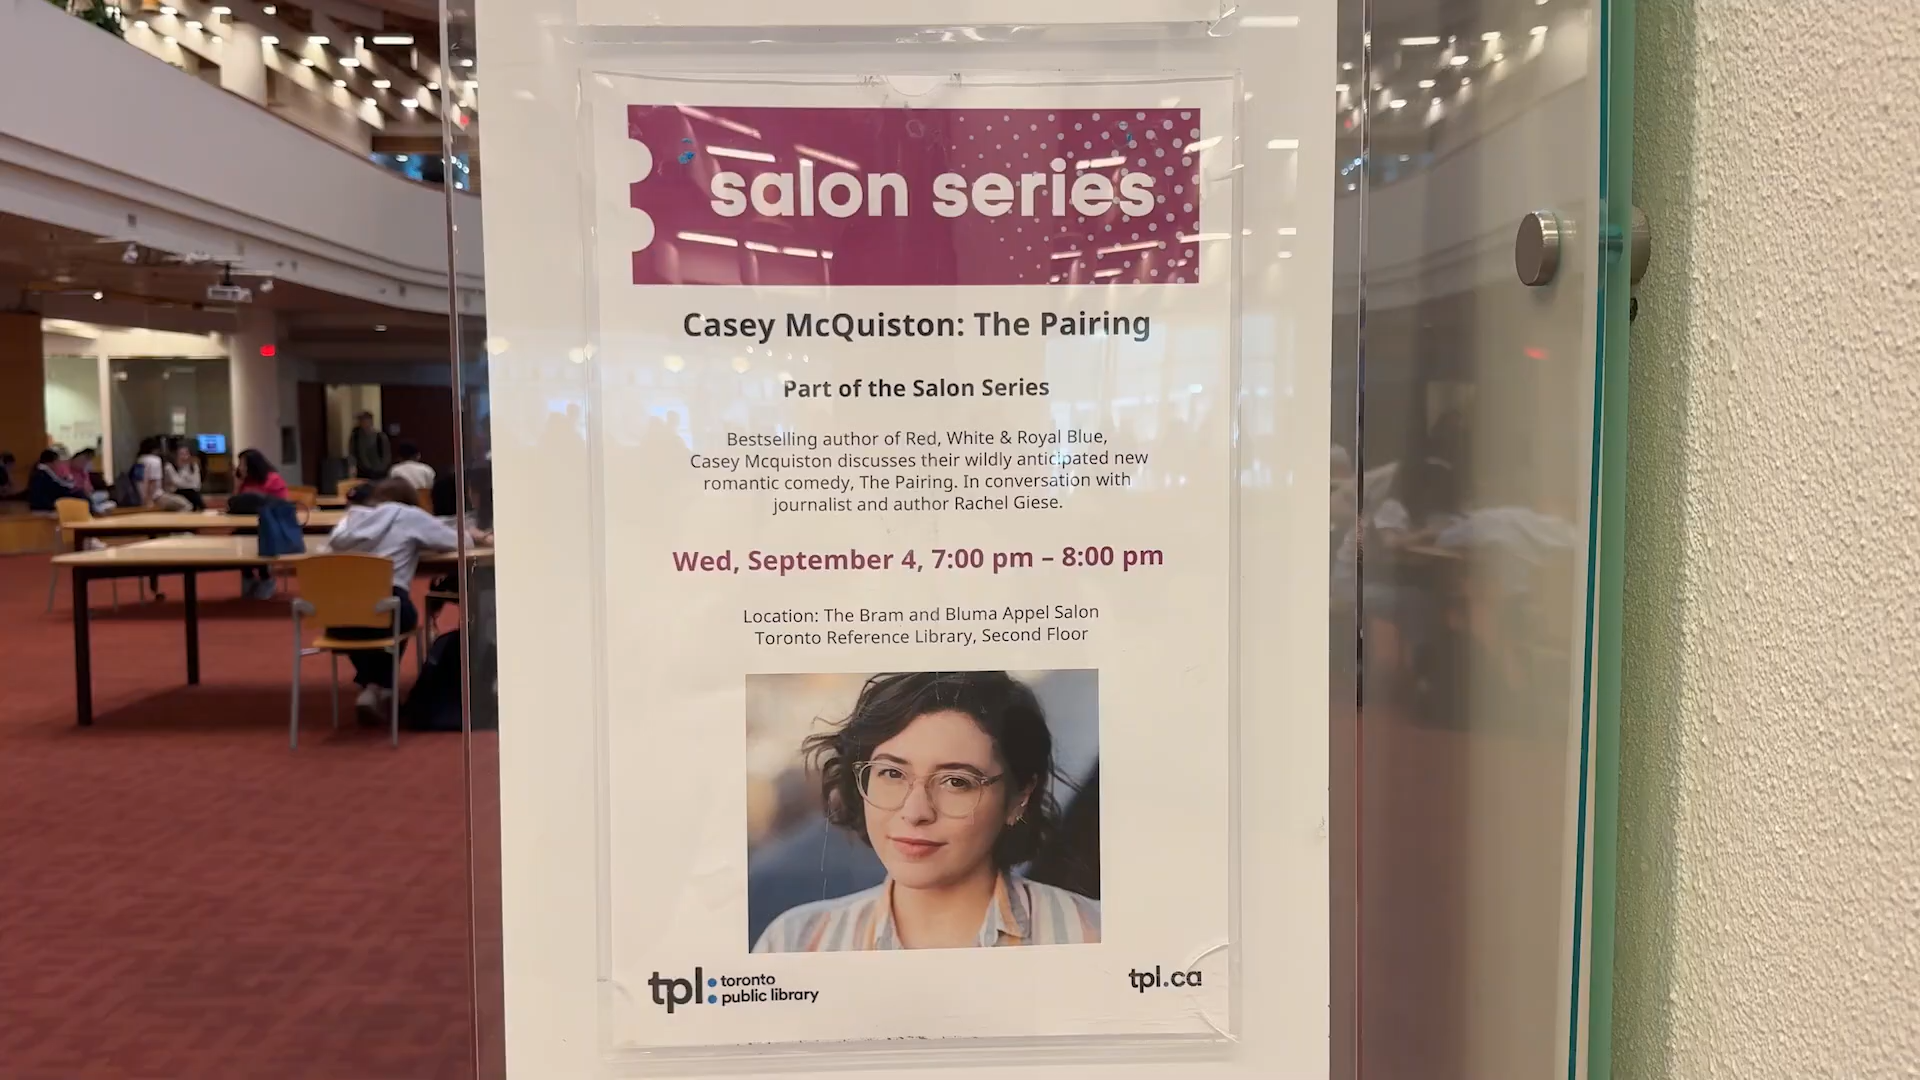 salon series
Casey McQuiston: The Pairing
Part of the Salon Series
Bestselling author of Red, White & Royal Blue,
Casey Mcquiston discusses their wildly anticipated new
romantic comedy, The Pairing. In conversation with
journalist and author Rachel Giese.
Wed, September 4, 7:00 pm – 8:00 pm
Location: The Bram and Bluma Appel Salon
Toronto Reference Library, Second Floor
tpl: toronto
public library
tpl.ca